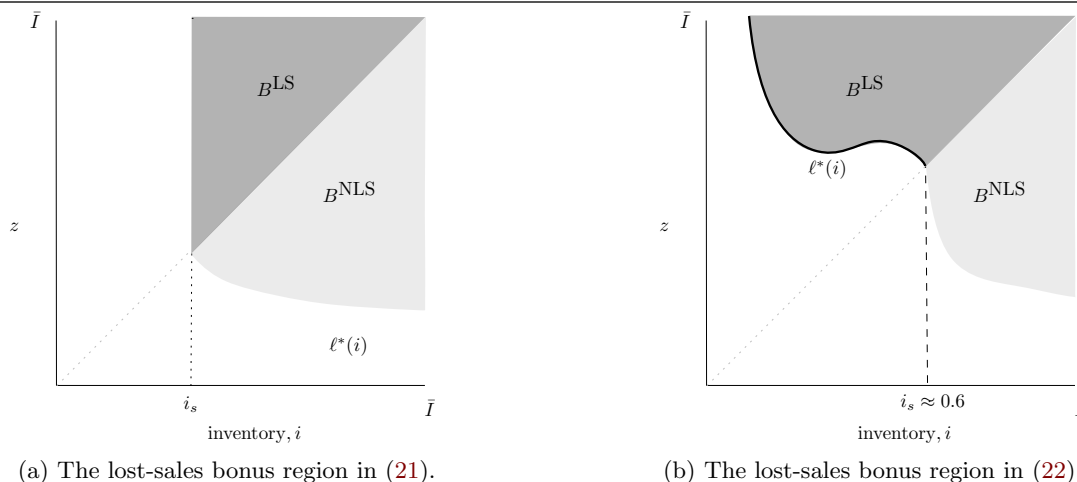 Ī
B^LS
B^NLS
z
ℓ*(i)
i_s
Ī
inventory, i
(a) The lost-sales bonus region in (21).
Ī
B^LS
ℓ*(i)
B^NLS
z
i_s ≈ 0.6
inventory, i
(b) The lost-sales bonus region in (22)